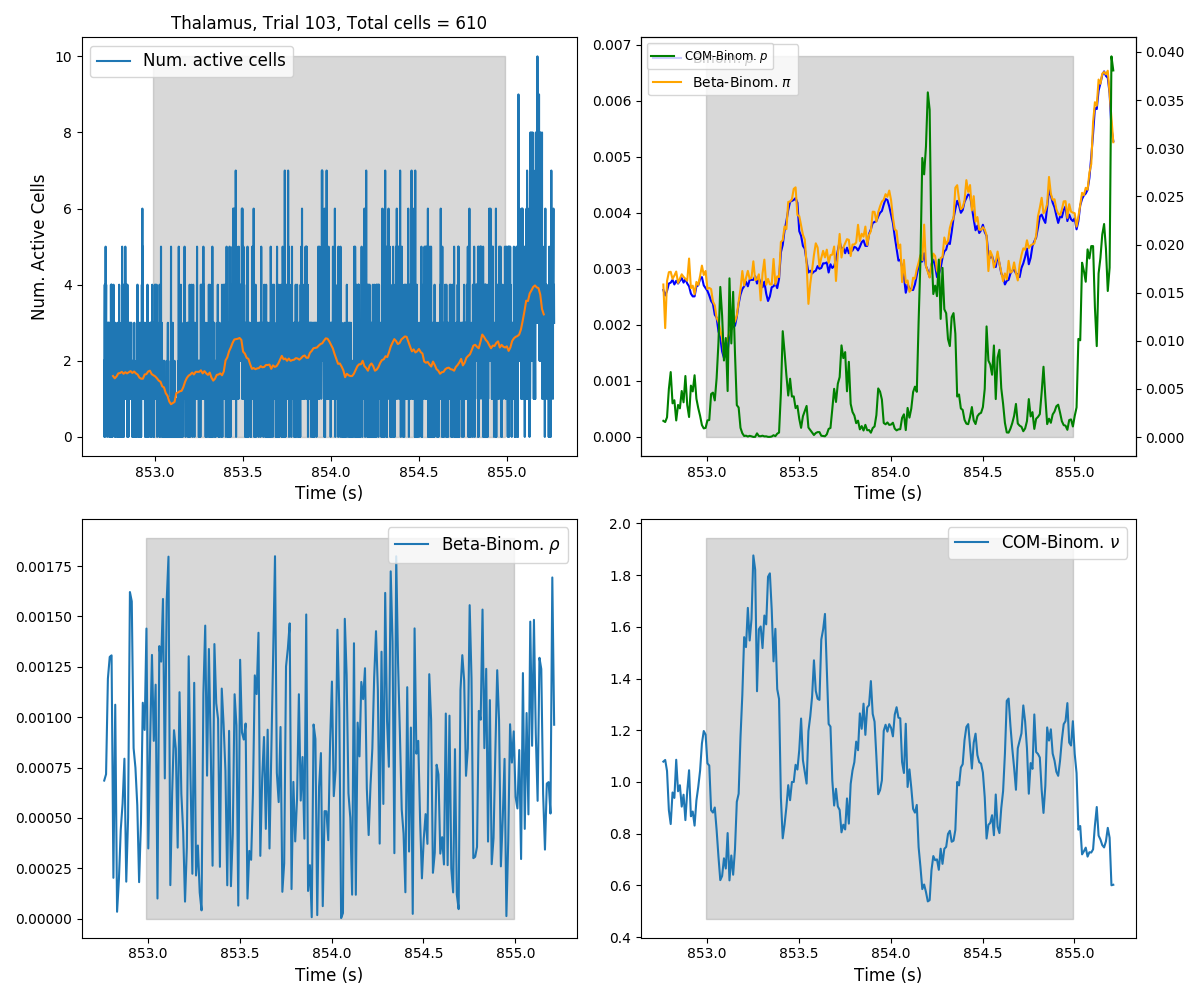 Thalamus, Trial 103, Total cells = 610
Num. active cells
Num. Active Cells
10
8
6
4
2
0
853.0 853.5 854.0 854.5 855.0
Time (s)
COM-Binom. p
Beta-Binom. π
0.007
0.006
0.005
0.004
0.003
0.002
0.001
0.000
0.040
0.035
0.030
0.025
0.020
0.015
0.010
0.005
0.000
853.0 853.5 854.0 854.5 855.0
Time (s)
Beta-Binom. ρ
0.00175
0.00150
0.00125
0.00100
0.00075
0.00050
0.00025
0.00000
853.0 853.5 854.0 854.5 855.0
Time (s)
COM-Binom. ν
2.0
1.8
1.6
1.4
1.2
1.0
0.8
0.6
0.4
853.0 853.5 854.0 854.5 855.0
Time (s)